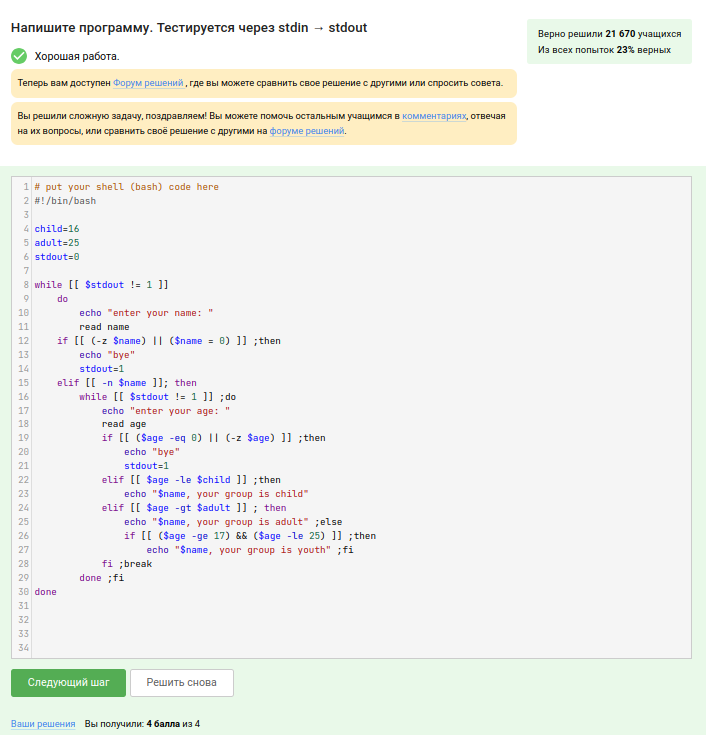 Напишите программу. Тестируется через stdin → stdout
Верно решили 21 670 учащихся
Из всех попыток 23% верных
Хорошая работа.
Теперь вам доступен Форум решений , где вы можете сравнить свое решение с другими или спросить совета.
Вы решили сложную задачу, поздравляем! Вы можете помочь остальным учащимся в комментариях, отвечая
на их вопросы, или сравнить своё решение с другими на форуме решений.
1 # put your shell (bash) code here
2 #!/bin/bash
3
4 child=16
5 adult=25
6 stdout=0
7
8 while [[ $stdout != 1 ]]
9     do
10         echo "enter your name: "
11         read name
12     if [[ (-z $name) || ($name = 0) ]] ;then
13         echo "bye"
14         stdout=1
15     elif [[ -n $name ]]; then
16         while [[ $stdout != 1 ]] ;do
17             echo "enter your age: "
18             read age
19             if [[ ($age -eq 0) || (-z $age) ]] ;then
20                 echo "bye"
21                 stdout=1
22             elif [[ $age -le $child ]] ;then
23                 echo "$name, your group is child"
24             elif [[ $age -gt $adult ]] ; then
25                 echo "$name, your group is adult" ;else
26                 if [[ ($age -ge 17) && ($age -le 25) ]] ;then
27                     echo "$name, your group is youth" ;fi
28             fi ;break
29         done ;fi
30 done
31
32
33
34
Следующий шаг
Решить снова
Ваши решения Вы получили: 4 балла из 4